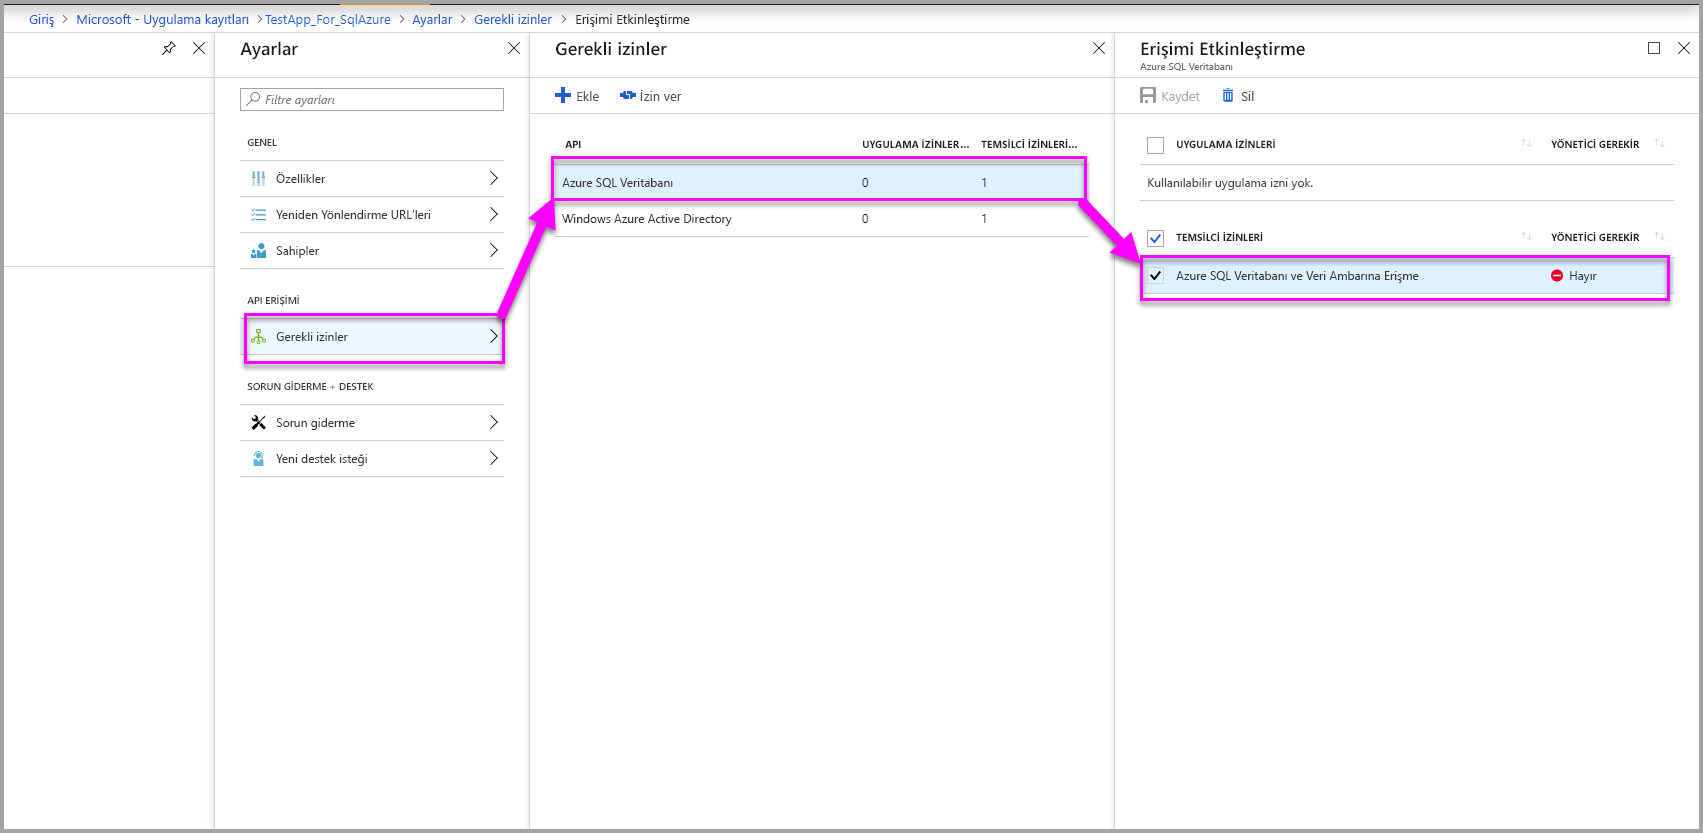 Giriş > Microsoft - Uygulama kayıtları > TestApp_For_SqlAzure > Ayarlar > Gerekli izinler > Erişimi Etkinleştirme
Ayarlar
Filtre ayarları
GENEL
Özellikler
Yeniden Yönlendirme URL'leri
Sahipler
API ERİŞİMİ
Gerekli izinler
SORUN GİDERME + DESTEK
Sorun giderme
Yeni destek isteği
Gerekli izinler
Ekle İzin ver
API UYGULAMA İZİNLER... TEMSİLCİ İZİNLERİ...
Azure SQL Veritabanı 0 1
Windows Azure Active Directory 0 1
Erişimi Etkinleştirme
Azure SQL Veritabanı
Kaydet Sil
UYGULAMA İZİNLERİ YÖNETİCİ GEREKİR
Kullanılabilir uygulama izni yok.
TEMSİLCİ İZİNLERİ YÖNETİCİ GEREKİR
Azure SQL Veritabanı ve Veri Ambarına Erişme Hayır